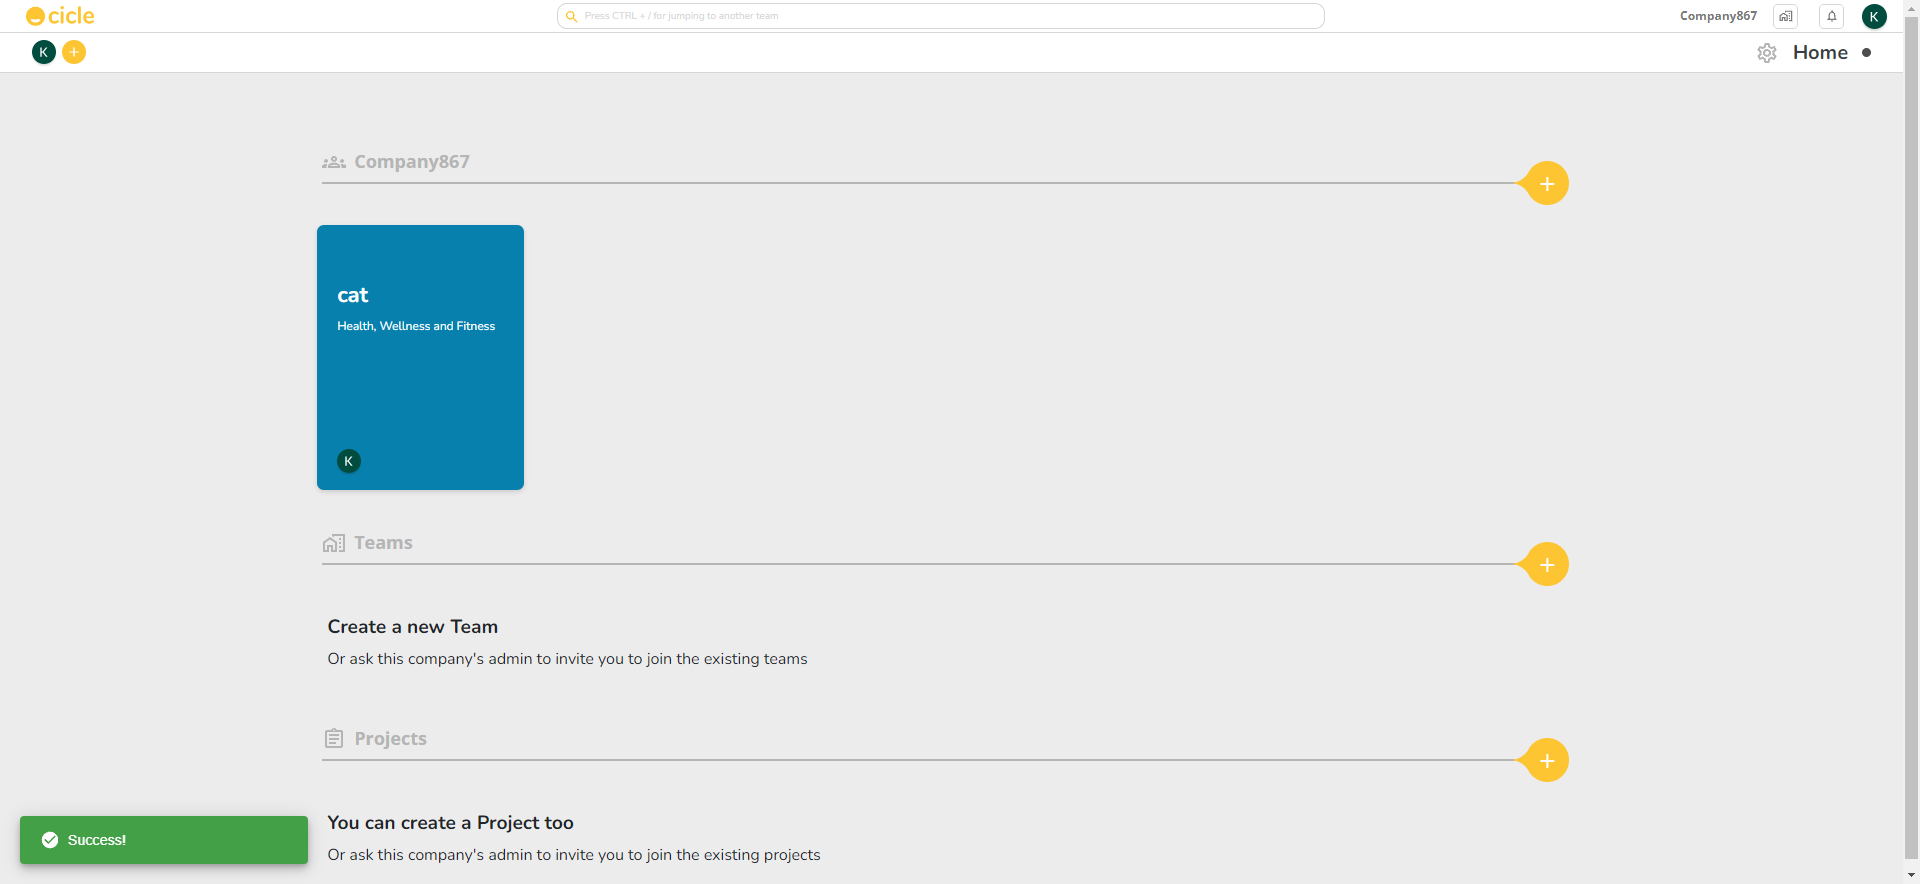 cicle
Press CTRL + / for jumping to another team
Company867
K
K
Home
Company867
cat
Health, Wellness and Fitness
K
Teams
Create a new Team
Or ask this company's admin to invite you to join the existing teams
Projects
You can create a Project too
Or ask this company's admin to invite you to join the existing projects
Success!